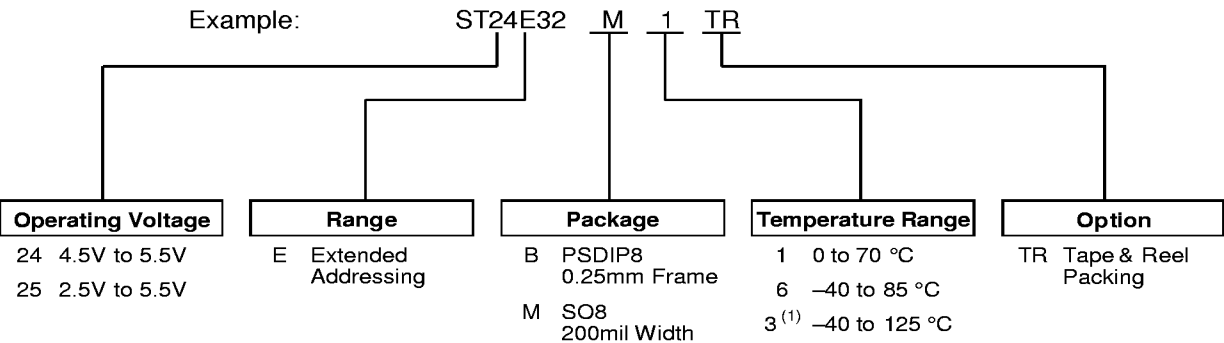 Example: ST24E32 M 1 TR
Operating Voltage
24 4.5V to 5.5V
25 2.5V to 5.5V
Range
E Extended
Addressing
Package
B PSDIP8
0.25mm Frame
M SO8
200mil Width
Temperature Range
1 0 to 70 °C
6 –40 to 85 °C
3 (1) –40 to 125 °C
Option
TR Tape & Reel
Packing